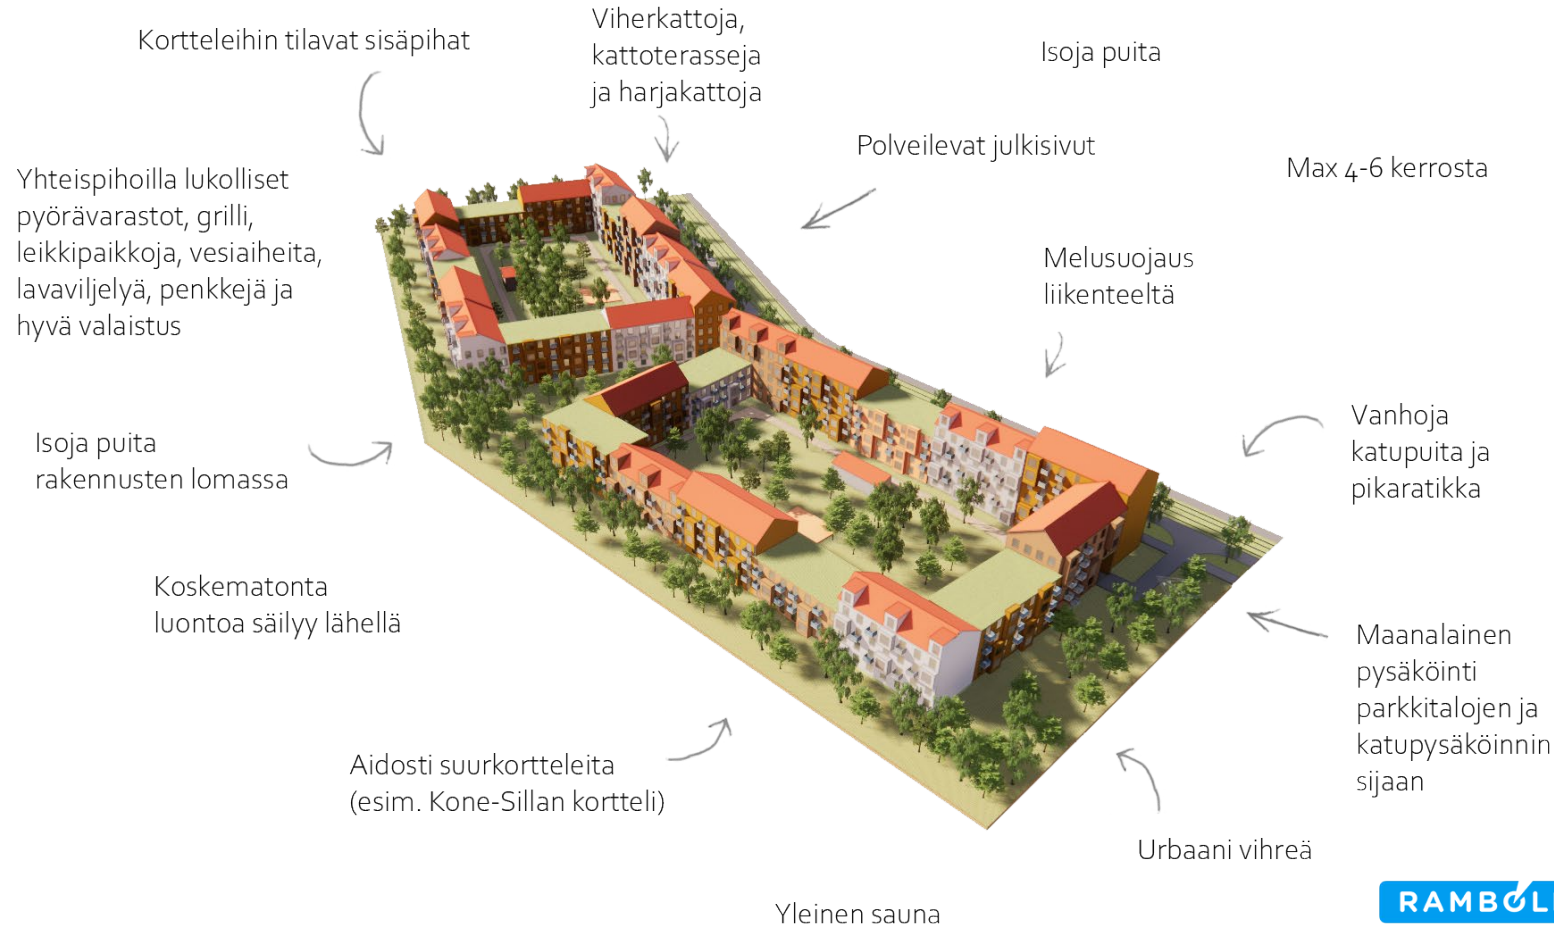 Kortteleihin tilavat sisäpihat
Viherkattoja,
kattoterasseja
ja harjakattoja
Isoja puita
Polveilevat julkisivut
Max 4-6 kerrosta
Yhteispihoilla lukolliset
pyörävarastot, grilli,
leikkipaikkoja, vesiaiheita,
lavaviljelyä, penkkejä ja
hyvä valaistus
Melusuojaus
liikenteeltä
Isoja puita
rakennusten lomassa
Vanhoja
katupuita ja
pikaratikka
Koskematonta
luontoa säilyy lähellä
Maanalainen
pysäköinti
parkkitalojen ja
katupysäköinnin
sijaan
Aidosti suurkortteleita
(esim. Kone-Sillan kortteli)
Urbaani vihreä
Yleinen sauna
RAMBOL